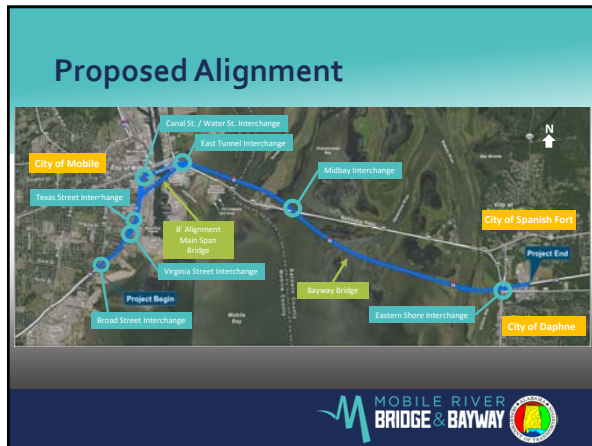 Proposed Alignment
Canal St. / Water St. Interchange
N
East Tunnel Interchange
City of Mobile
Midbay Interchange
Texas Street Interchange
City of Spanish Fort
B' Alignment
Main Span
Bridge
Project End
Virginia Street Interchange
Bayway Bridge
Project Begin
Eastern Shore Interchange
Broad Street Interchange
Mobile
Bay
City of Daphne
MOBILE RIVER
BRIDGE & BAYWAY